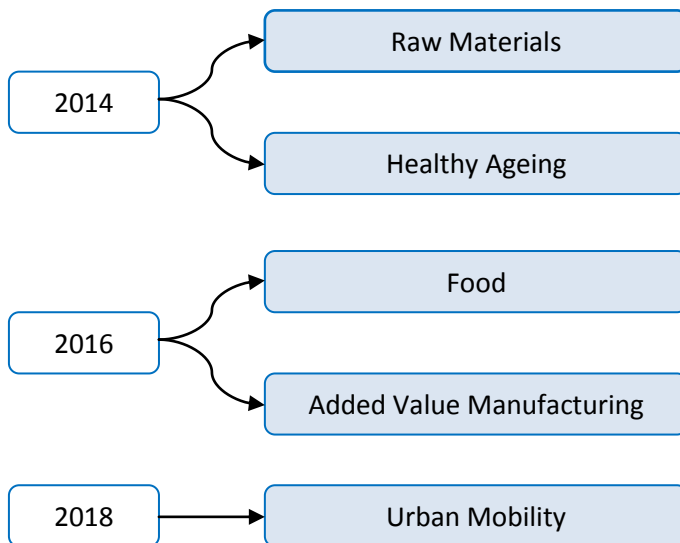 2014
Raw Materials
Healthy Ageing
2016
Food
Added Value Manufacturing
2018
Urban Mobility